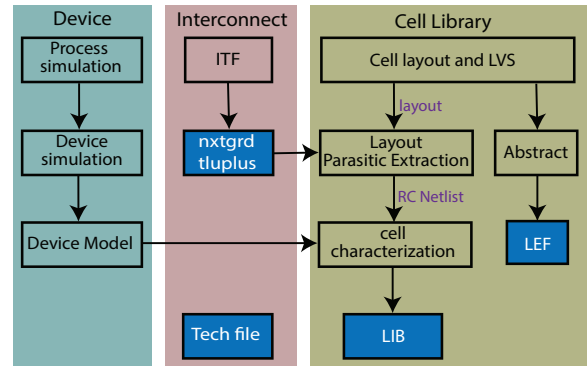 Device
Process
simulation
Device
simulation
Device Model
Interconnect
ITF
nxtgrd
tluplus
Tech file
Cell Library
Cell layout and LVS
layout
Layout
Parasitic Extraction
Abstract
RC Netlist
cell
characterization
LEF
LIB